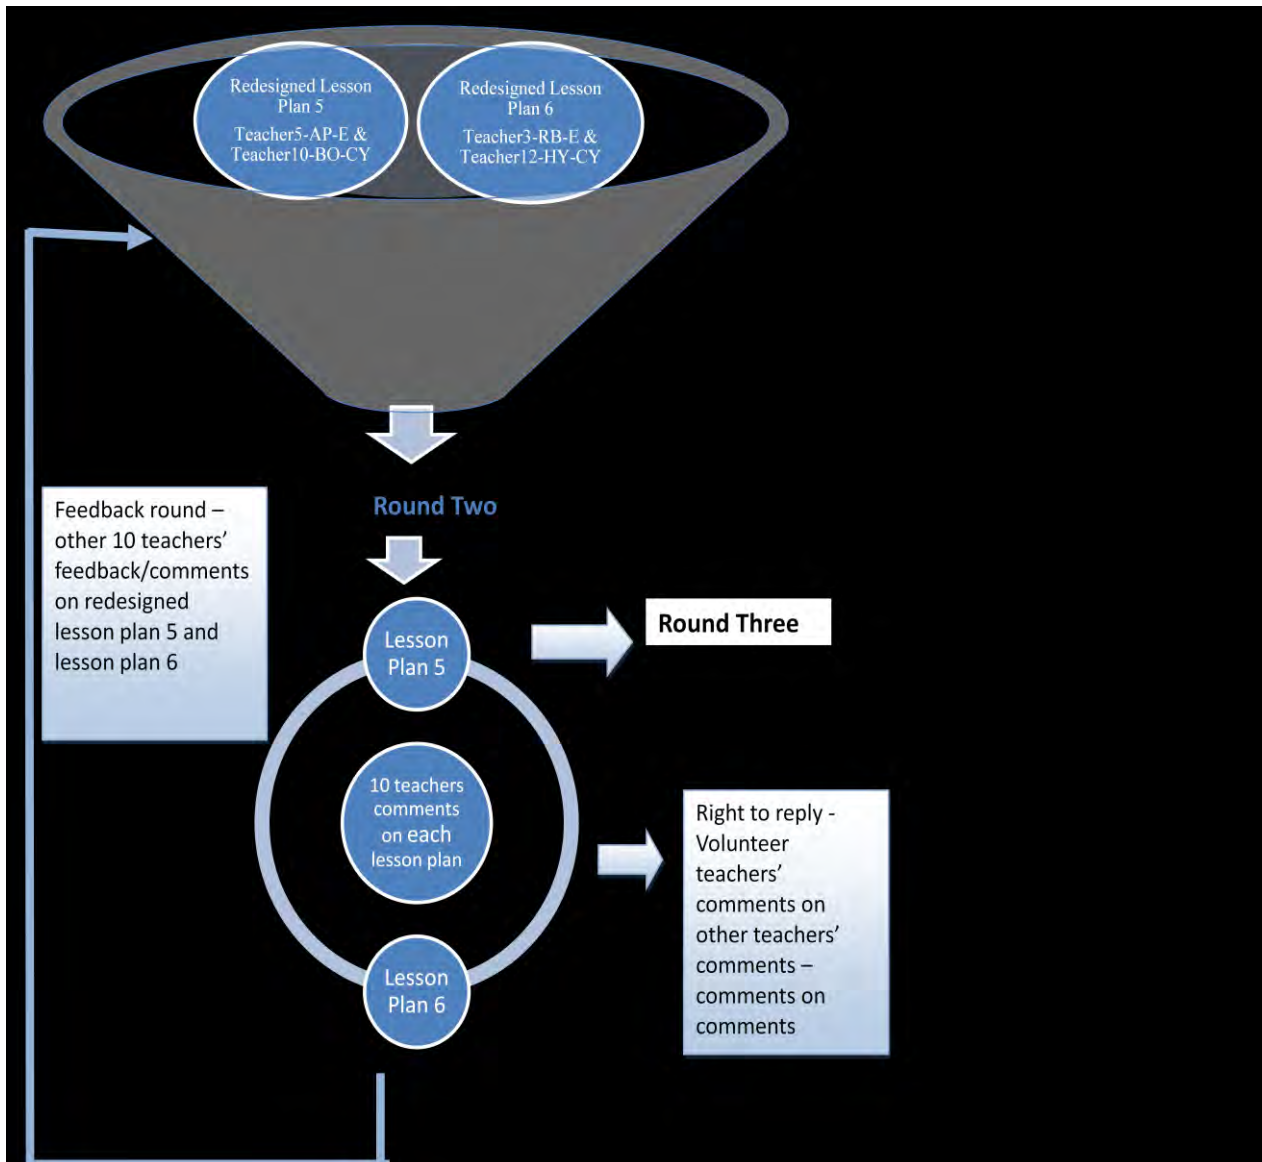 Redesigned Lesson
Plan 5
Teacher5-AP-E &
Teacher10-BO-CY
Redesigned Lesson
Plan 6
Teacher3-RB-E &
Teacher12-HY-CY
Round Two
Feedback round –
other 10 teachers’
feedback/comments
on redesigned
lesson plan 5 and
lesson plan 6
Lesson
Plan 5
Round Three
10 teachers
comments
on each
lesson plan
Right to reply -
Volunteer
teachers’
comments on
other teachers’
comments –
comments on
comments
Lesson
Plan 6